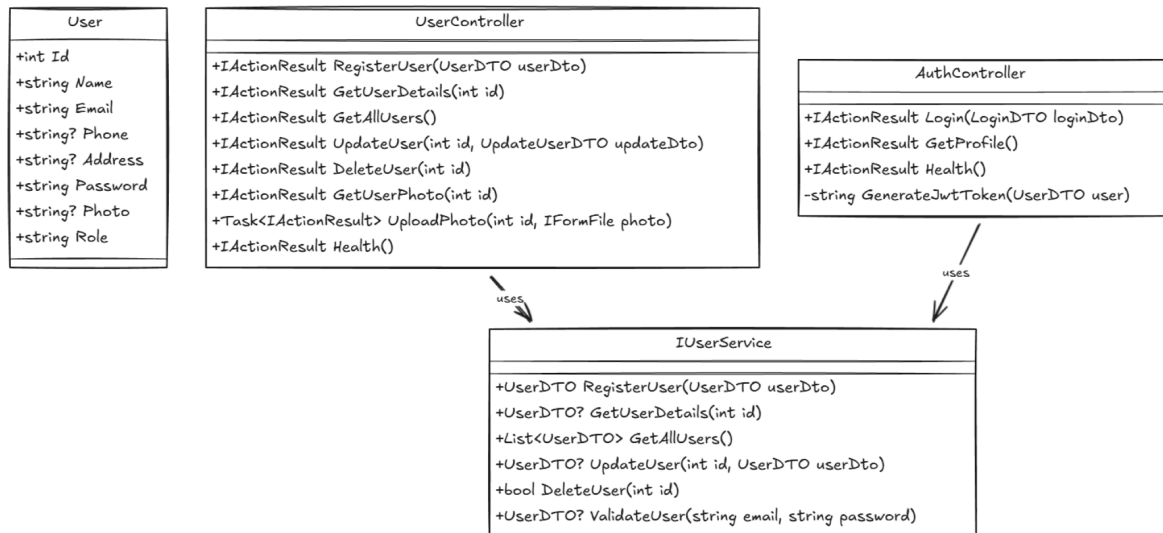 User
+int Id
+string Name
+string Email
+string? Phone
+string? Address
+string Password
+string? Photo
+string Role
UserController
+IActionResult RegisterUser(UserDTO userDto)
+IActionResult GetUserDetails(int id)
+IActionResult GetAllUsers()
+IActionResult UpdateUser(int id, UpdateUserDTO updateDto)
+IActionResult DeleteUser(int id)
+IActionResult GetUserPhoto(int id)
+Task<IActionResult> UploadPhoto(int id, IFormFile photo)
+IActionResult Health()
AuthController
+IActionResult Login(LoginDTO loginDto)
+IActionResult GetProfile()
+IActionResult Health()
-string GenerateJwtToken(UserDTO user)
uses
uses
IUserService
+UserDTO RegisterUser(UserDTO userDto)
+UserDTO? GetUserDetails(int id)
+List<UserDTO> GetAllUsers()
+UserDTO? UpdateUser(int id, UserDTO userDto)
+bool DeleteUser(int id)
+UserDTO? ValidateUser(string email, string password)